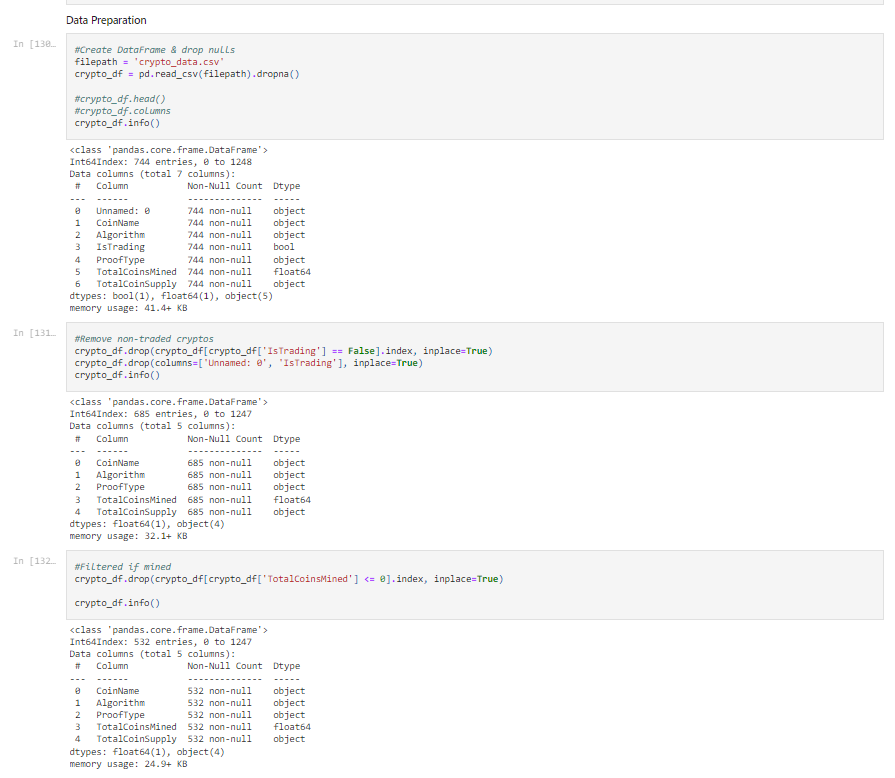 Data Preparation
In [130…
#Create DataFrame & drop nulls
filepath = 'crypto_data.csv'
crypto_df = pd.read_csv(filepath).dropna()
#crypto_df.head()
#crypto_df.columns
crypto_df.info()
<class 'pandas.core.frame.DataFrame'>
Int64Index: 744 entries, 0 to 1248
Data columns (total 7 columns):
 #   Column           Non-Null Count  Dtype
---  ------           --------------  -----
 0   Unnamed: 0       744 non-null    object
 1   CoinName         744 non-null    object
 2   Algorithm        744 non-null    object
 3   IsTrading        744 non-null    bool
 4   ProofType        744 non-null    object
 5   TotalCoinsMined  744 non-null    float64
 6   TotalCoinSupply  744 non-null    object
dtypes: bool(1), float64(1), object(5)
memory usage: 41.4+ KB
In [131…
#Remove non-traded cryptos
crypto_df.drop(crypto_df[crypto_df['IsTrading'] == False].index, inplace=True)
crypto_df.drop(columns=['Unnamed: 0', 'IsTrading'], inplace=True)
crypto_df.info()
<class 'pandas.core.frame.DataFrame'>
Int64Index: 685 entries, 0 to 1247
Data columns (total 5 columns):
 #   Column           Non-Null Count  Dtype
---  ------           --------------  -----
 0   CoinName         685 non-null    object
 1   Algorithm        685 non-null    object
 2   ProofType        685 non-null    object
 3   TotalCoinsMined  685 non-null    float64
 4   TotalCoinSupply  685 non-null    object
dtypes: float64(1), object(4)
memory usage: 32.1+ KB
In [132…
#Filtered if mined
crypto_df.drop(crypto_df[crypto_df['TotalCoinsMined'] <= 0].index, inplace=True)
crypto_df.info()
<class 'pandas.core.frame.DataFrame'>
Int64Index: 532 entries, 0 to 1247
Data columns (total 5 columns):
 #   Column           Non-Null Count  Dtype
---  ------           --------------  -----
 0   CoinName         532 non-null    object
 1   Algorithm        532 non-null    object
 2   ProofType        532 non-null    object
 3   TotalCoinsMined  532 non-null    float64
 4   TotalCoinSupply  532 non-null    object
dtypes: float64(1), object(4)
memory usage: 24.9+ KB